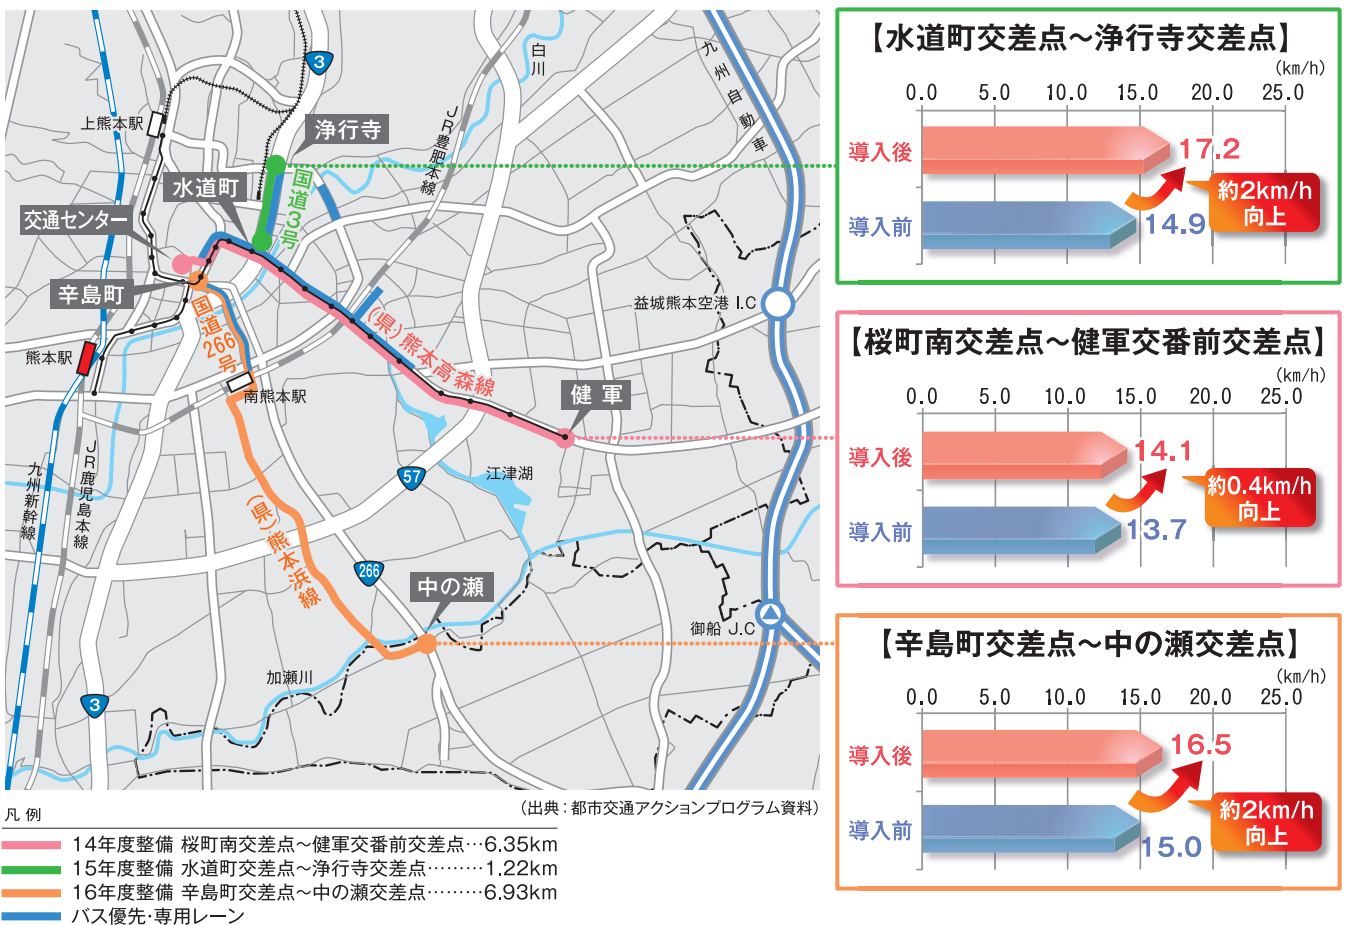 3
白川
九州自動車
JR豊肥本線
上熊本駅
浄行寺
水道町
国道3号
交通センター
辛島町
国道266号
益城熊本空港 I.C
(県)熊本高森線
熊本駅
南熊本駅
健軍
57
江津湖
九州新幹線
JR鹿児島本線
(県)熊本浜線
266
中の瀬
御船 J.C
加瀬川
3
(出典:都市交通アクションプログラム資料)
凡例
14年度整備 桜町南交差点〜健軍交番前交差点…6.35km
15年度整備 水道町交差点〜浄行寺交差点………1.22km
16年度整備 辛島町交差点〜中の瀬交差点………6.93km
バス優先・専用レーン
【水道町交差点〜浄行寺交差点】
(km/h)
0.0 5.0 10.0 15.0 20.0 25.0
導入後 17.2
約2km/h
向上
導入前 14.9
【桜町南交差点〜健軍交番前交差点】
(km/h)
0.0 5.0 10.0 15.0 20.0 25.0
導入後 14.1
約0.4km/h
向上
導入前 13.7
【辛島町交差点〜中の瀬交差点】
(km/h)
0.0 5.0 10.0 15.0 20.0 25.0
導入後 16.5
約2km/h
向上
導入前 15.0